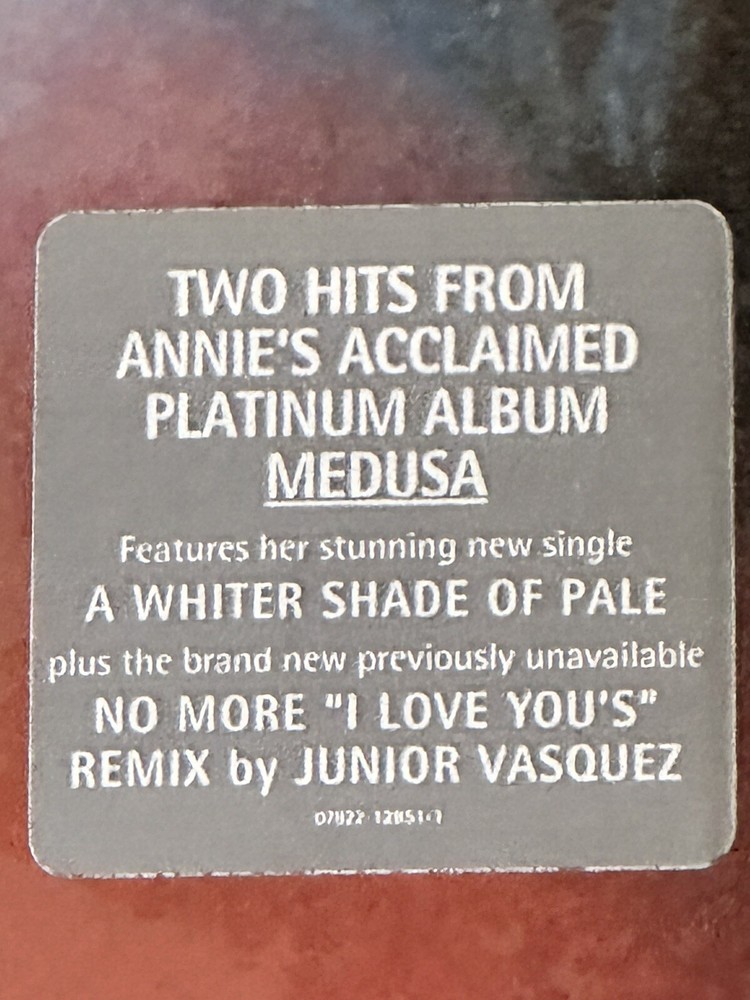 TWO HITS FROM
ANNIE'S ACCLAIMED
PLATINUM ALBUM
MEDUSA
Features her stunning new single
A WHITER SHADE OF PALE
plus the brand new previously unavailable
NO MORE "I LOVE YOU'S"
REMIX by JUNIOR VASQUEZ